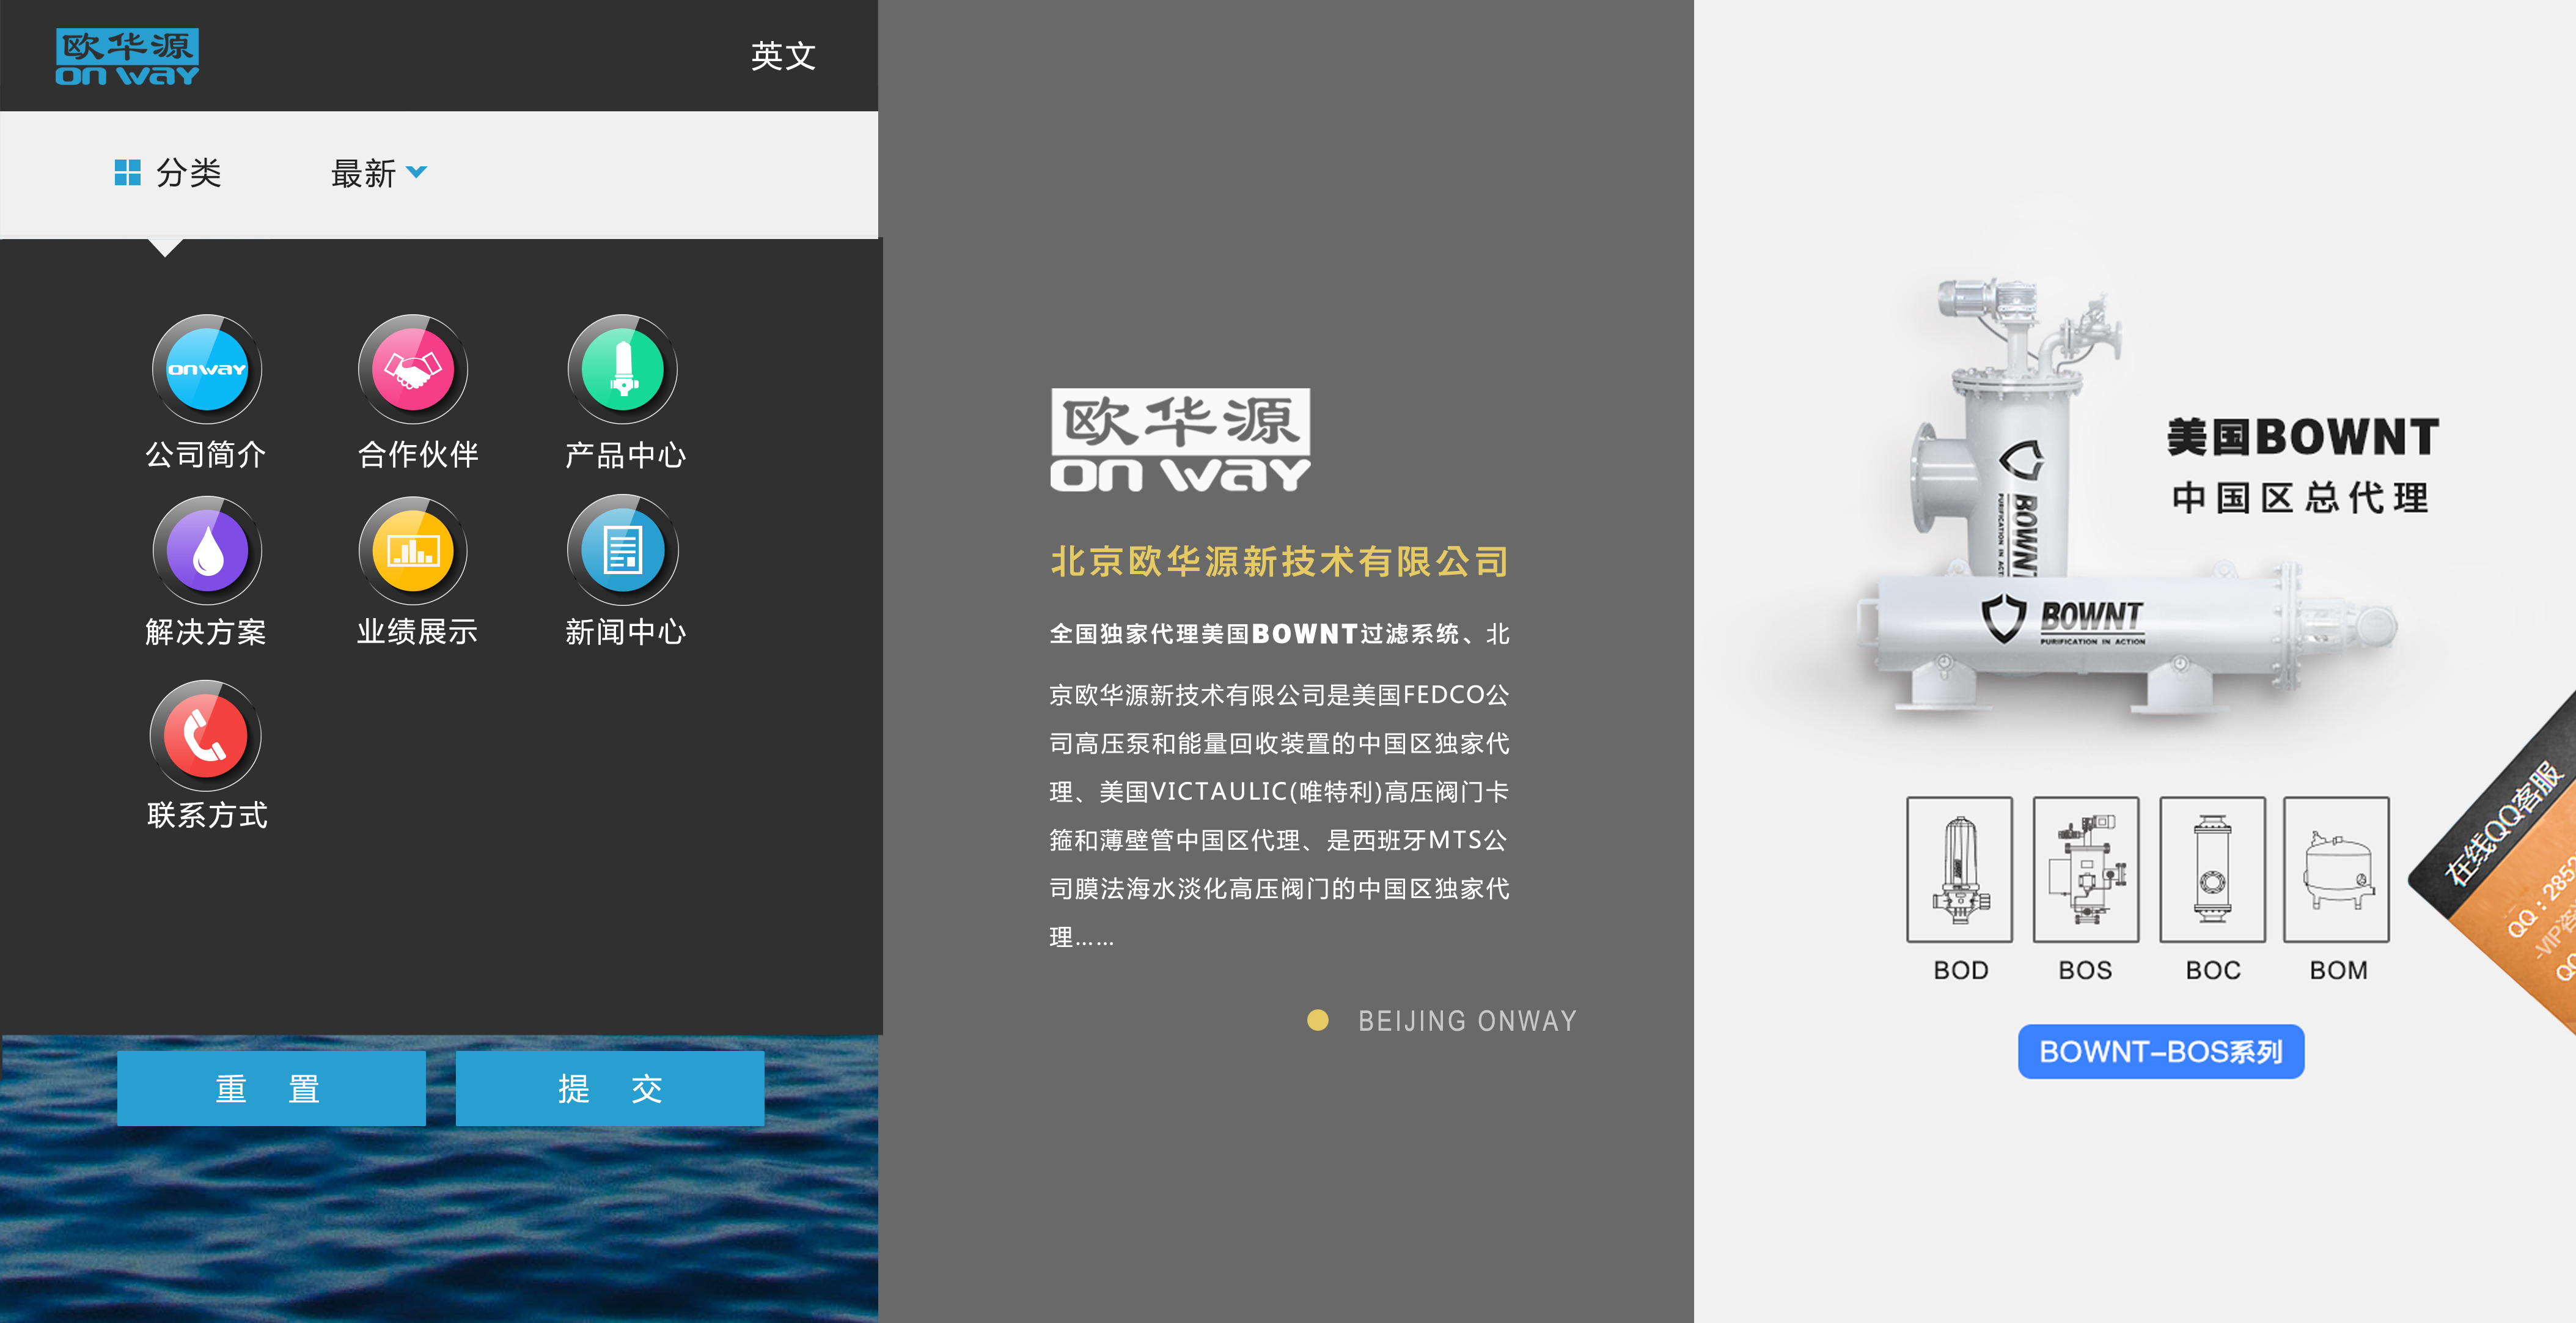 欧华源
on way
英文
分类 最新
onway
公司简介 合作伙伴 产品中心
解决方案 业绩展示 新闻中心
联系方式
重 置 提 交
欧华源
on way
北京欧华源新技术有限公司
全国独家代理美国BOWNT过滤系统、北
京欧华源新技术有限公司是美国FEDCO公
司高压泵和能量回收装置的中国区独家代
理、美国VICTAULIC(唯特利)高压阀门卡
箍和薄壁管中国区代理、是西班牙MTS公
司膜法海水淡化高压阀门的中国区独家代
理……
BEIJING ONWAY
美国BOWNT
中国区总代理
BOWNT
PURIFICATION IN
BOWNT
PURIFICATION IN ACTION
BOD BOS BOC BOM
BOWNT-BOS系列
在线QQ客服
QQ：2852
-VIP咨